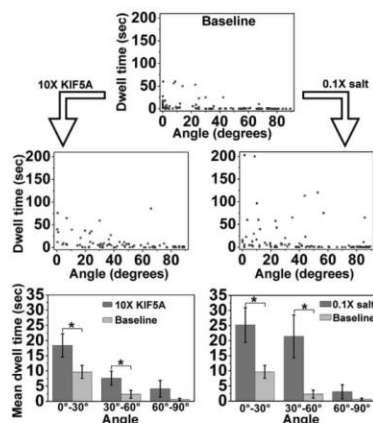 Baseline
Dwell time (sec)
200
150
100
50
0
0 20 40 60 80
Angle (degrees)
10X KIF5A
0.1X salt
Dwell time (sec)
200
150
100
50
0
0 20 40 60 80
Angle (degrees)
200
150
100
50
0
0 20 40 60 80
Angle (degrees)
Mean dwell time (sec)
35
30
25
20
15
10
5
0
10X KIF5A
Baseline
*
*
0°-30° 30°-60° 60°-90°
Angle
35
30
25
20
15
10
5
0
0.1X salt
Baseline
*
*
0°-30° 30°-60° 60°-90°
Angle